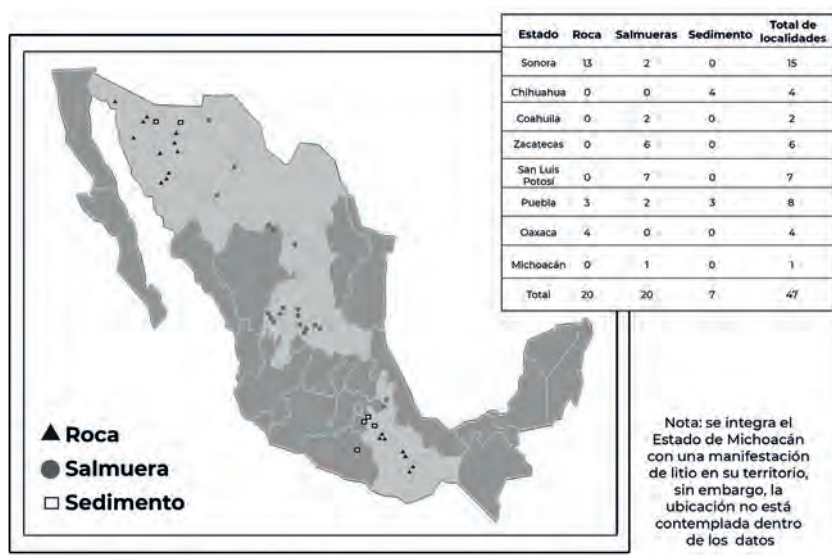 Estado Roca Salmueras Sedimento Total de localidades
Sonora 13 2 0 15
Chihuahua 0 0 4 4
Coahuila 0 2 0 2
Zacatecas 0 6 0 6
San Luis Potosí 0 7 0 7
Puebla 3 2 3 8
Oaxaca 4 0 0 4
Michoacán 0 1 0 1
Total 20 20 7 47
Roca
Salmuera
Sedimento
Nota: se integra el
Estado de Michoacán
con una manifestación
de litio en su territorio,
sin embargo, la
ubicación no está
contemplada dentro
de los datos